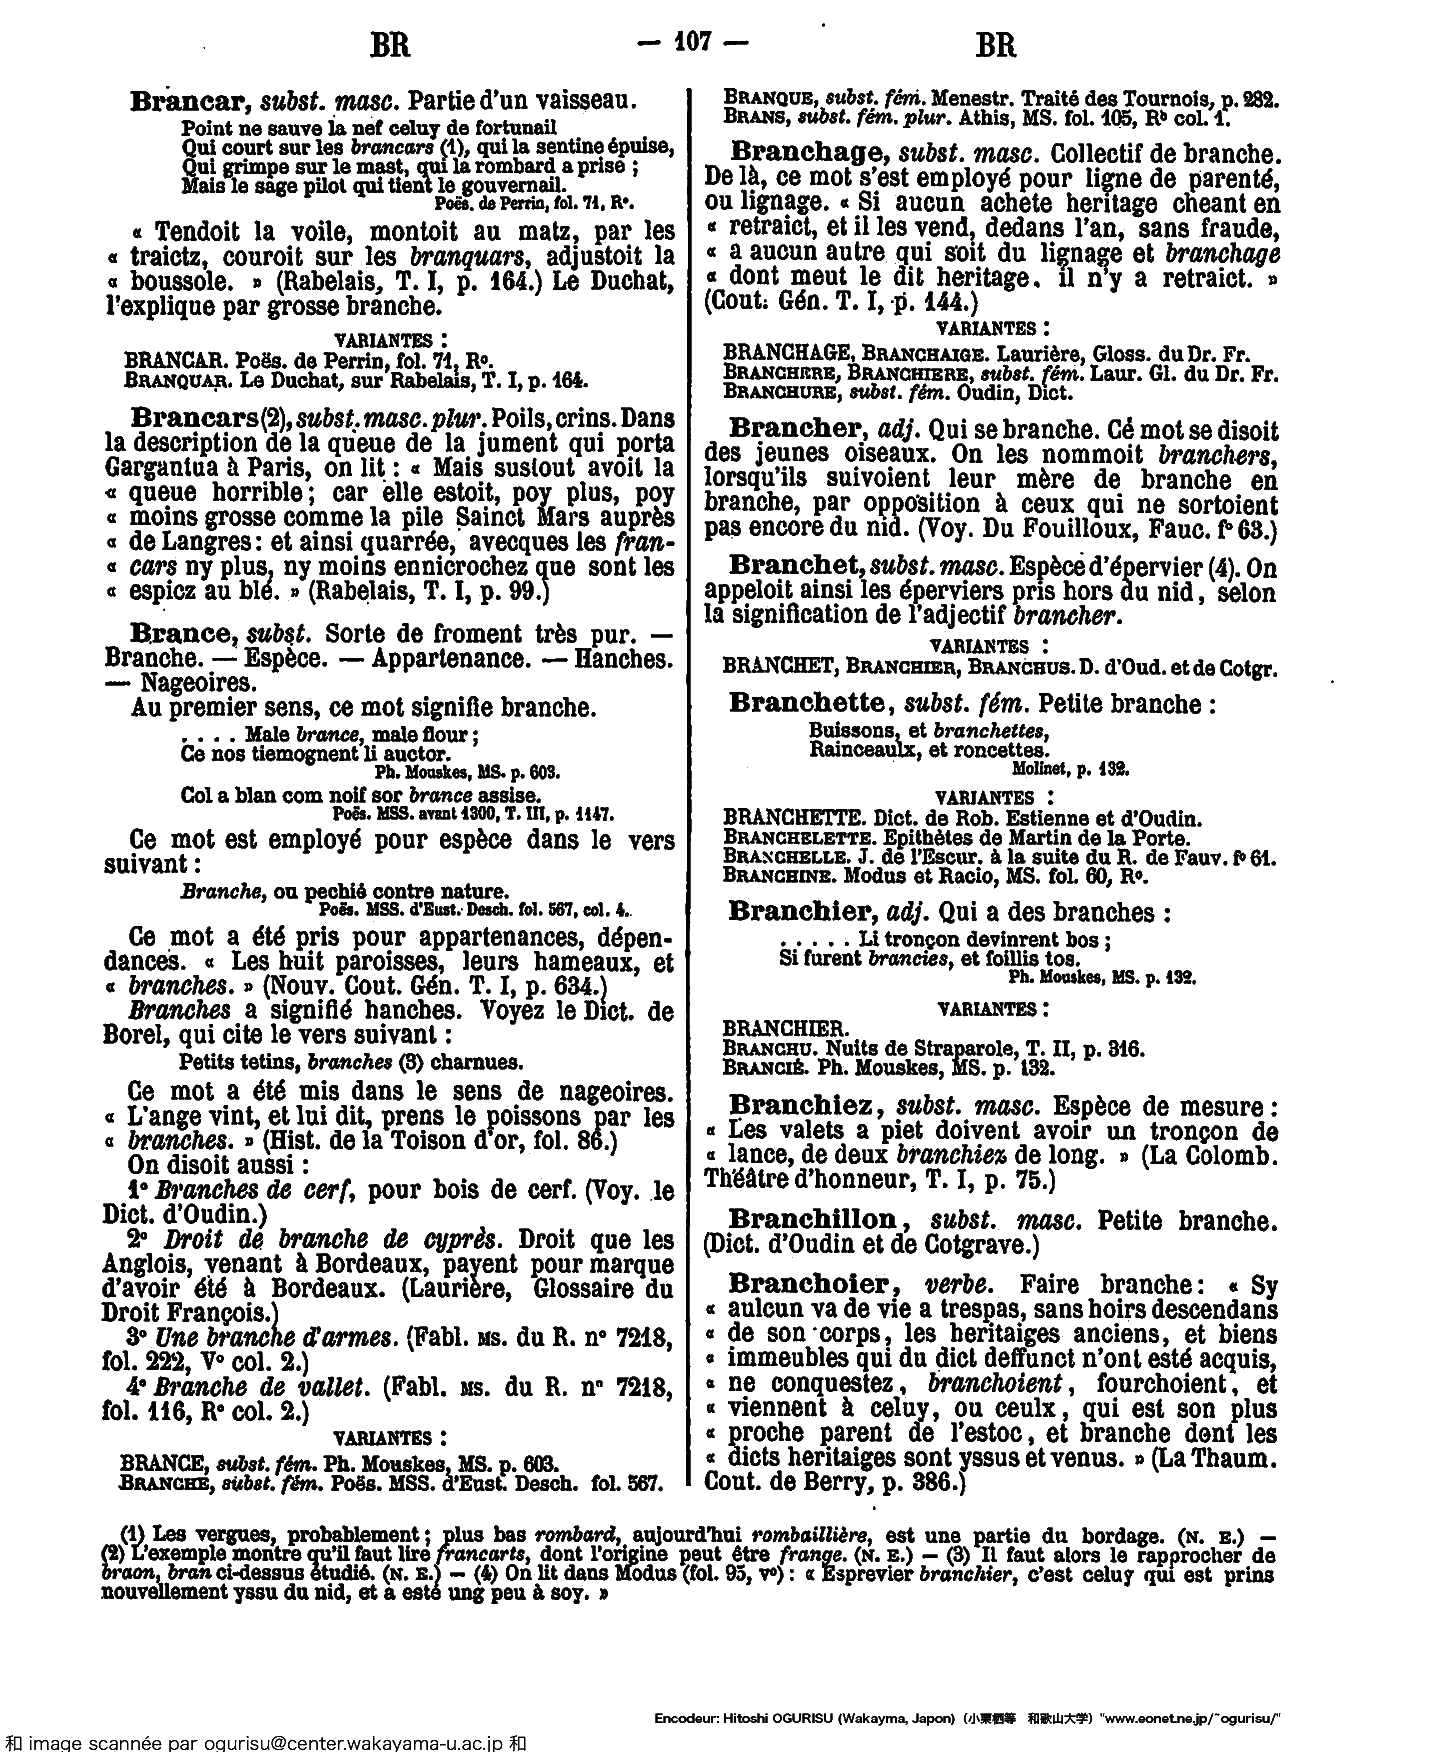 BR — 107 — BR
Brancar, subst. masc. Partie d'un vaisseau.
Point ne sauve la nef celuy de fortunail
Qui court sur les brancars (1), qui la sentine épuise,
Qui grimpe sur le mast, qui la rombard a prise ;
Mais le sage pilot qui tient le gouvernail.
Poës. de Perrin, fol. 71, R°.
« Tendoit la voile, montoit au matz, par les
« traictz, couroit sur les branquars, adjustoit la
« boussole. » (Rabelais, T. I, p. 164.) Le Duchat,
l'explique par grosse branche.
VARIANTES :
BRANCAR. Poës. de Perrin, fol. 71, R°.
BRANQUAR. Le Duchat, sur Rabelais, T. I, p. 164.
Brancars (2), subst. masc. plur. Poils, crins. Dans
la description de la queue de la jument qui porta
Gargantua à Paris, on lit : « Mais sustout avoit la
« queue horrible ; car elle estoit, poy plus, poy
« moins grosse comme la pile Sainct Mars auprès
« de Langres : et ainsi quarrée, avecques les fran-
« cars ny plus, ny moins ennicrochez que sont les
« espicz au blé. » (Rabelais, T. I, p. 99.)
Brance, subst. Sorte de froment très pur. —
Branche. — Espèce. — Appartenance. — Hanches.
— Nageoires.
Au premier sens, ce mot signifie branche.
. . . . Male brance, male flour ;
Ce nos tiemognent li auctor.
Ph. Mouskes, MS. p. 603.
Col a blan com noif sor brance assise.
Poës. MSS. avant 1300, T. III, p. 1147.
Ce mot est employé pour espèce dans le vers
suivant :
Branche, ou pechié contre nature.
Poës. MSS. d'Eust. Desch. fol. 567, col. 4.
Ce mot a été pris pour appartenances, dépen-
dances. « Les huit paroisses, leurs hameaux, et
« branches. » (Nouv. Cout. Gén. T. I, p. 634.)
Branches a signifié hanches. Voyez le Dict. de
Borel, qui cite le vers suivant :
Petits tetins, branches (3) charnues.
Ce mot a été mis dans le sens de nageoires.
« L'ange vint, et lui dit, prens le poissons par les
« branches. » (Hist. de la Toison d'or, fol. 86.)
On disoit aussi :
1° Branches de cerf, pour bois de cerf. (Voy. le
Dict. d'Oudin.)
2° Droit de branche de cyprès. Droit que les
Anglois, venant à Bordeaux, payent pour marque
d'avoir été à Bordeaux. (Laurière, Glossaire du
Droit François.)
3° Une branche d'armes. (Fabl. MS. du R. n° 7218,
fol. 222, V° col. 2.)
4° Branche de vallet. (Fabl. MS. du R. n° 7218,
fol. 116, R° col. 2.)
VARIANTES :
BRANCE, subst. fém. Ph. Mouskes, MS. p. 603.
BRANCHE, subst. fém. Poës. MSS. d'Eust. Desch. fol. 567.
BRANQUE, subst. fém. Menestr. Traité des Tournois, p. 282.
BRANS, subst. fém. plur. Athis, MS. fol. 105, Rb col. 1.
Branchage, subst. masc. Collectif de branche.
De là, ce mot s'est employé pour ligne de parenté,
ou lignage. « Si aucun achete heritage cheant en
« retraict, et il les vend, dedans l'an, sans fraude,
« a aucun autre qui soit du lignage et branchage
« dont meut le dit heritage, il n'y a retraict. »
(Cout. Gén. T. I, p. 144.)
VARIANTES :
BRANCHAGE, BRANCHAIGE. Laurière, Gloss. du Dr. Fr.
BRANCHERE, BRANCHIERE, subst. fém. Laur. Gl. du Dr. Fr.
BRANCHURE, subst. fém. Oudin, Dict.
Brancher, adj. Qui se branche. Cé mot se disoit
des jeunes oiseaux. On les nommoit branchers,
lorsqu'ils suivoient leur mère de branche en
branche, par opposition à ceux qui ne sortoient
pas encore du nid. (Voy. Du Fouilloux, Fauc. f° 63.)
Branchet, subst. masc. Espèce d'épervier (4). On
appeloit ainsi les éperviers pris hors du nid, selon
la signification de l'adjectif brancher.
VARIANTES :
BRANCHET, BRANCHIER, BRANCHUS. D. d'Oud. et de Cotgr.
Branchette, subst. fém. Petite branche :
Buissons, et branchettes,
Rainceaulx, et roncettes.
Molinet, p. 132.
VARIANTES :
BRANCHETTE. Dict. de Rob. Estienne et d'Oudin.
BRANCHELETTE. Epithètes de Martin de la Porte.
BRANCHELLE. J. de l'Escur. à la suite du R. de Fauv. f° 61.
BRANCHINE. Modus et Racio, MS. fol. 60, R°.
Branchier, adj. Qui a des branches :
. . . . . Li tronçon devinrent bos ;
Si furent brancies, et foillis tos.
Ph. Mouskes, MS. p. 132.
VARIANTES :
BRANCHIER.
BRANCHU. Nuits de Straparole, T. II, p. 316.
BRANCIÉ. Ph. Mouskes, MS. p. 132.
Branchiez, subst. masc. Espèce de mesure :
« Les valets a piet doivent avoir un tronçon de
« lance, de deux branchiez de long. » (La Colomb.
Théâtre d'honneur, T. I, p. 75.)
Branchillon, subst. masc. Petite branche.
(Dict. d'Oudin et de Cotgrave.)
Branchoier, verbe. Faire branche : « Sy
« aulcun va de vie a trespas, sans hoirs descendans
« de son corps, les heritaiges anciens, et biens
« immeubles qui du dict deffunct n'ont esté acquis,
« ne conquestez, branchoient, fourchoient, et
« viennent à celuy, ou ceulx, qui est son plus
« proche parent de l'estoc, et branche dont les
« dicts heritaiges sont yssus et venus. » (La Thaum.
Cout. de Berry, p. 386.)
(1) Les vergues, probablement ; plus bas rombard, aujourd'hui rombaillière, est une partie du bordage. (N. E.) —
(2) L'exemple montre qu'il faut lire francarts, dont l'origine peut être frange. (N. E.) — (3) Il faut alors le rapprocher de
braon, bran ci-dessus étudié. (N. E.) — (4) On lit dans Modus (fol. 93, v°) : « Esprevier branchier, c'est celuy qui est prins
nouvellement yssu du nid, et a esté ung peu à soy. »
Encodeur: Hitoshi OGURISU (Wakayma, Japon) (小栗栖等 和歌山大学) "www.eonet.ne.jp/~ogurisu/"
和 image scannée par ogurisu@center.wakayama-u.ac.jp 和